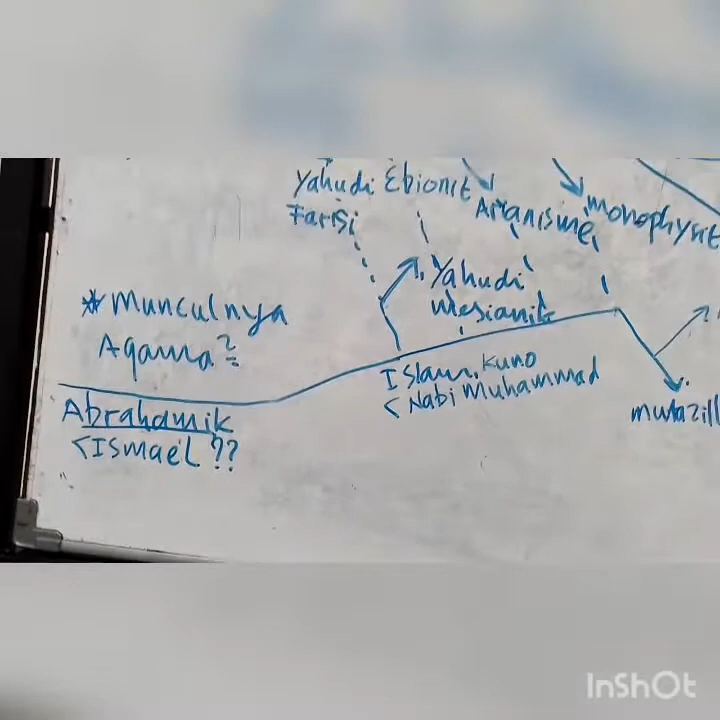 Yahudi Ebionit
Farisi
Arianisme
monophysit
Yahudi
mesianik
* Munculnya
Agama?
Islam kuno
< Nabi Muhammad
Abrahamik
< Ismael ??
mutazill
InShOt